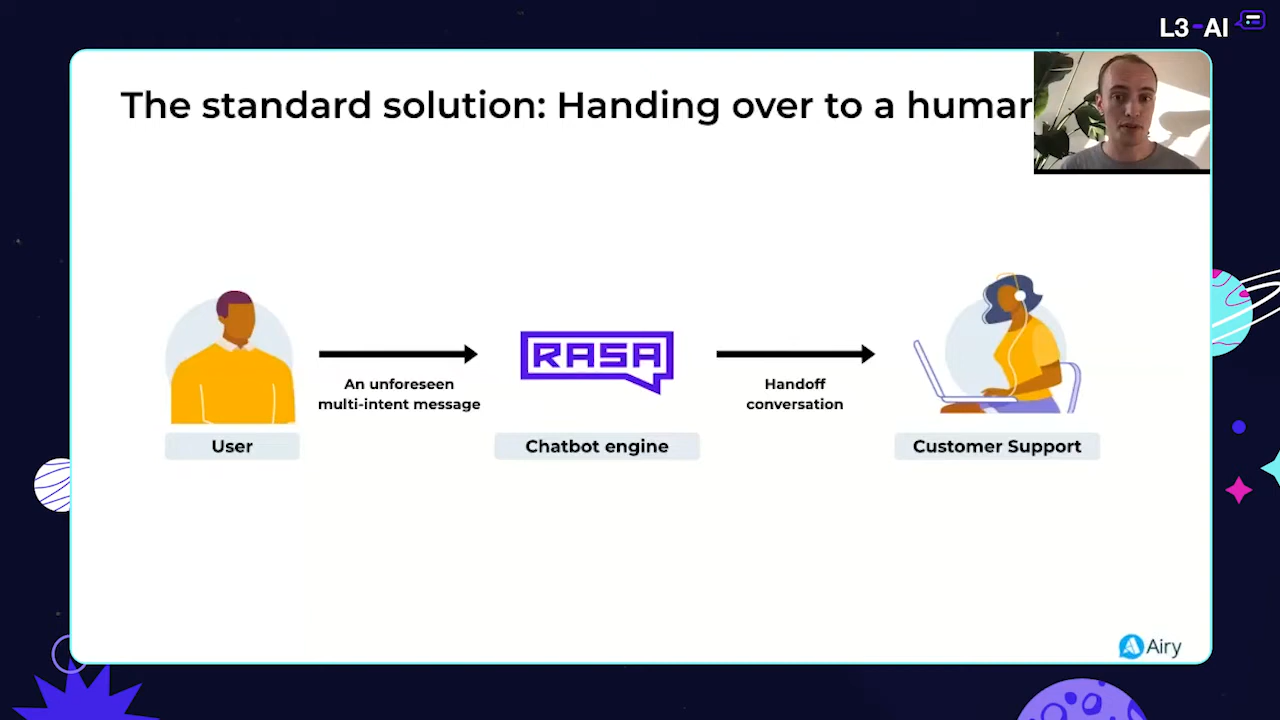 L3-AI
The standard solution: Handing over to a human
An unforeseen
multi-intent message
RASA
Handoff
conversation
User
Chatbot engine
Customer Support
Airy